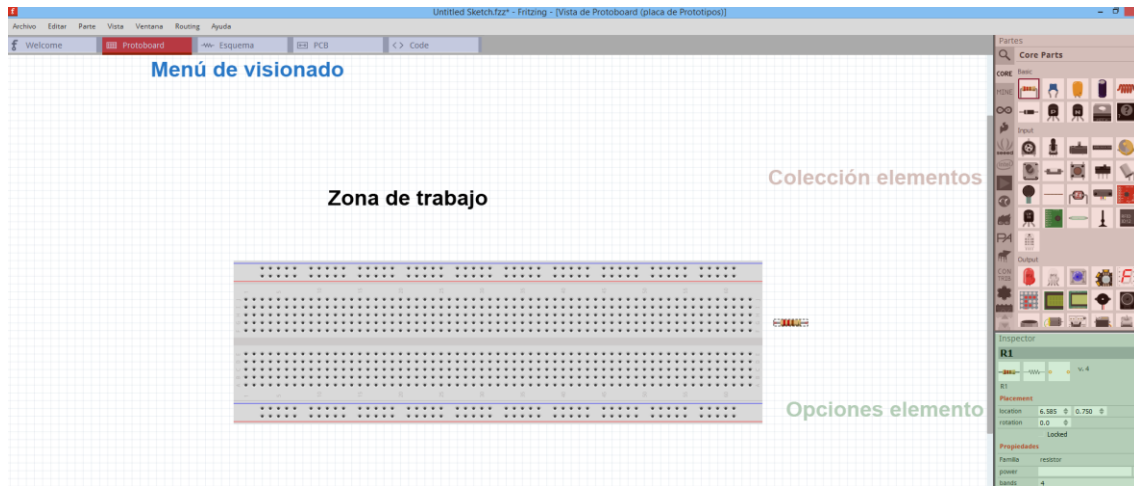 Untitled Sketch.fzz* - Fritzing - [Vista de Protoboard (placa de Prototipos)]
Archivo Editar Parte Vista Ventana Routing Ayuda
Welcome Protoboard Esquema PCB Code
Menú de visionado
Zona de trabajo
Colección elementos
Opciones elemento
Partes
Core Parts
CORE
Basic
MINE
Input
Output
CON
TRIB
Inspector
R1
R1
Placement
location 6.585 0.750
rotation 0.0
Locked
Propiedades
Familia resistor
power
bands 4